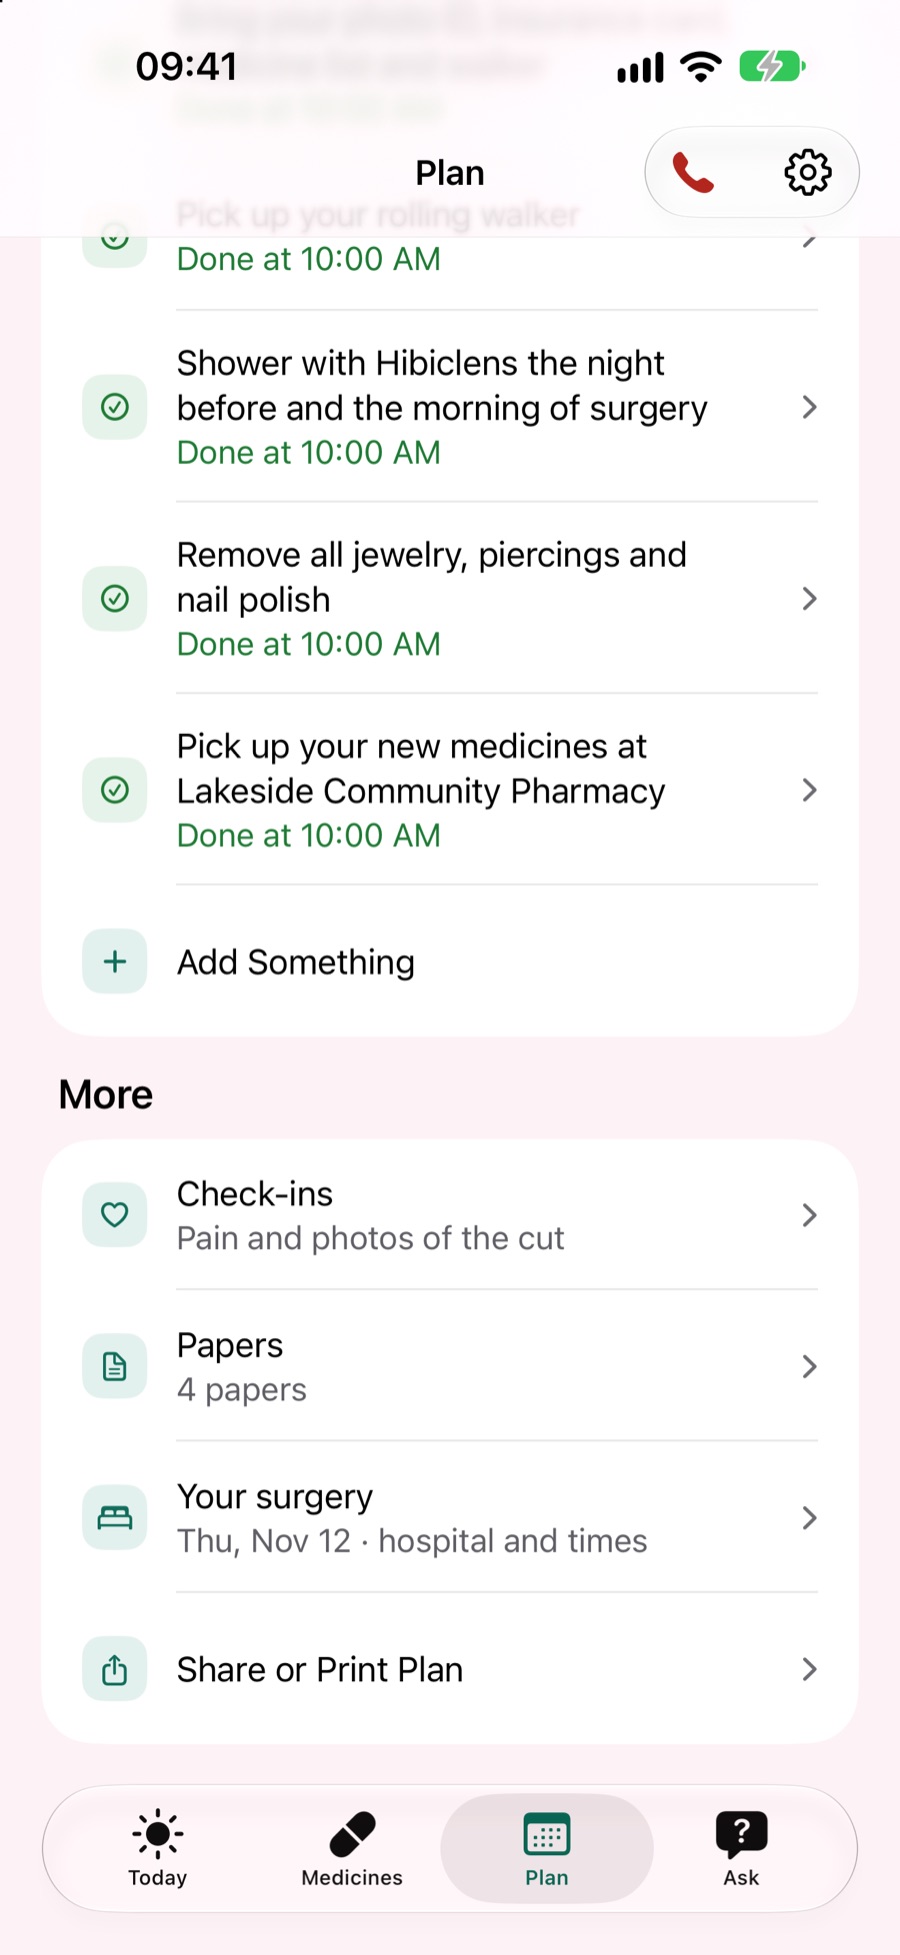 09:41
Plan
Pick up your rolling walker
Done at 10:00 AM
Shower with Hibiclens the night
before and the morning of surgery
Done at 10:00 AM
Remove all jewelry, piercings and
nail polish
Done at 10:00 AM
Pick up your new medicines at
Lakeside Community Pharmacy
Done at 10:00 AM
Add Something
More
Check-ins
Pain and photos of the cut
Papers
4 papers
Your surgery
Thu, Nov 12 · hospital and times
Share or Print Plan
Today
Medicines
Plan
Ask